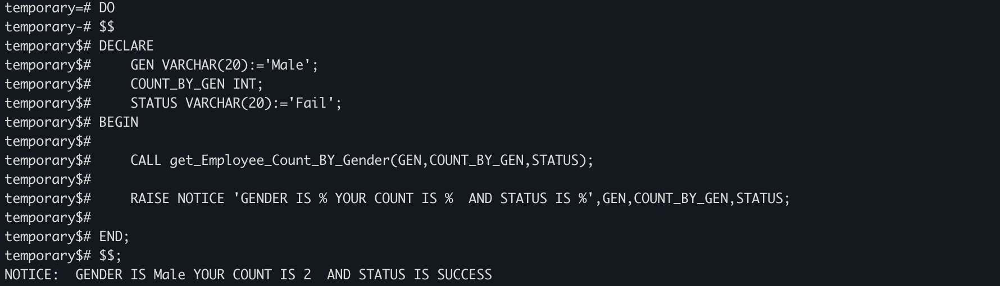 temporary=# DO
temporary-# $$
temporary$# DECLARE
temporary$#     GEN VARCHAR(20):='Male';
temporary$#     COUNT_BY_GEN INT;
temporary$#     STATUS VARCHAR(20):='Fail';
temporary$# BEGIN
temporary$#
temporary$#     CALL get_Employee_Count_BY_Gender(GEN,COUNT_BY_GEN,STATUS);
temporary$#
temporary$#     RAISE NOTICE 'GENDER IS % YOUR COUNT IS %  AND STATUS IS %',GEN,COUNT_BY_GEN,STATUS;
temporary$#
temporary$# END;
temporary$# $$;
NOTICE:  GENDER IS Male YOUR COUNT IS 2  AND STATUS IS SUCCESS